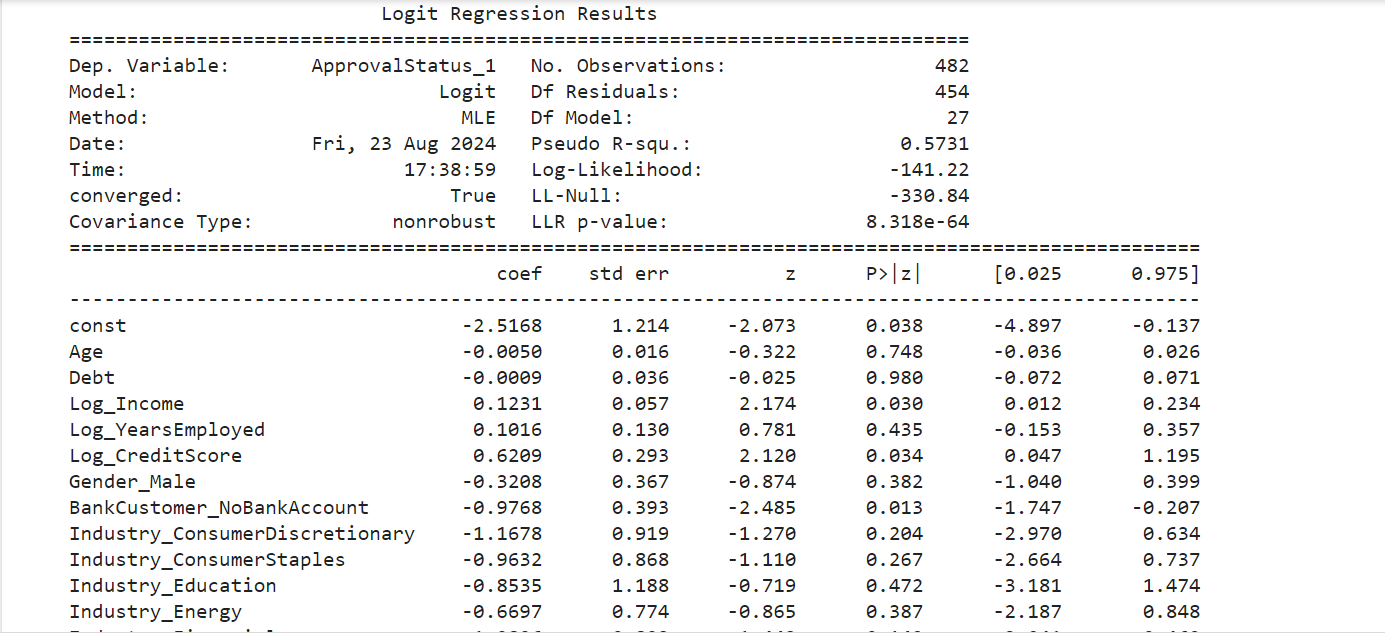 Logit Regression Results
==============================================================================
Dep. Variable: ApprovalStatus_1 No. Observations: 482
Model: Logit Df Residuals: 454
Method: MLE Df Model: 27
Date: Fri, 23 Aug 2024 Pseudo R-squ.: 0.5731
Time: 17:38:59 Log-Likelihood: -141.22
converged: True LL-Null: -330.84
Covariance Type: nonrobust LLR p-value: 8.318e-64
==================================================================================================
coef std err z P>|z| [0.025 0.975]
--------------------------------------------------------------------------------------------------
const -2.5168 1.214 -2.073 0.038 -4.897 -0.137
Age -0.0050 0.016 -0.322 0.748 -0.036 0.026
Debt -0.0009 0.036 -0.025 0.980 -0.072 0.071
Log_Income 0.1231 0.057 2.174 0.030 0.012 0.234
Log_YearsEmployed 0.1016 0.130 0.781 0.435 -0.153 0.357
Log_CreditScore 0.6209 0.293 2.120 0.034 0.047 1.195
Gender_Male -0.3208 0.367 -0.874 0.382 -1.040 0.399
BankCustomer_NoBankAccount -0.9768 0.393 -2.485 0.013 -1.747 -0.207
Industry_ConsumerDiscretionary -1.1678 0.919 -1.270 0.204 -2.970 0.634
Industry_ConsumerStaples -0.9632 0.868 -1.110 0.267 -2.664 0.737
Industry_Education -0.8535 1.188 -0.719 0.472 -3.181 1.474
Industry_Energy -0.6697 0.774 -0.865 0.387 -2.187 0.848